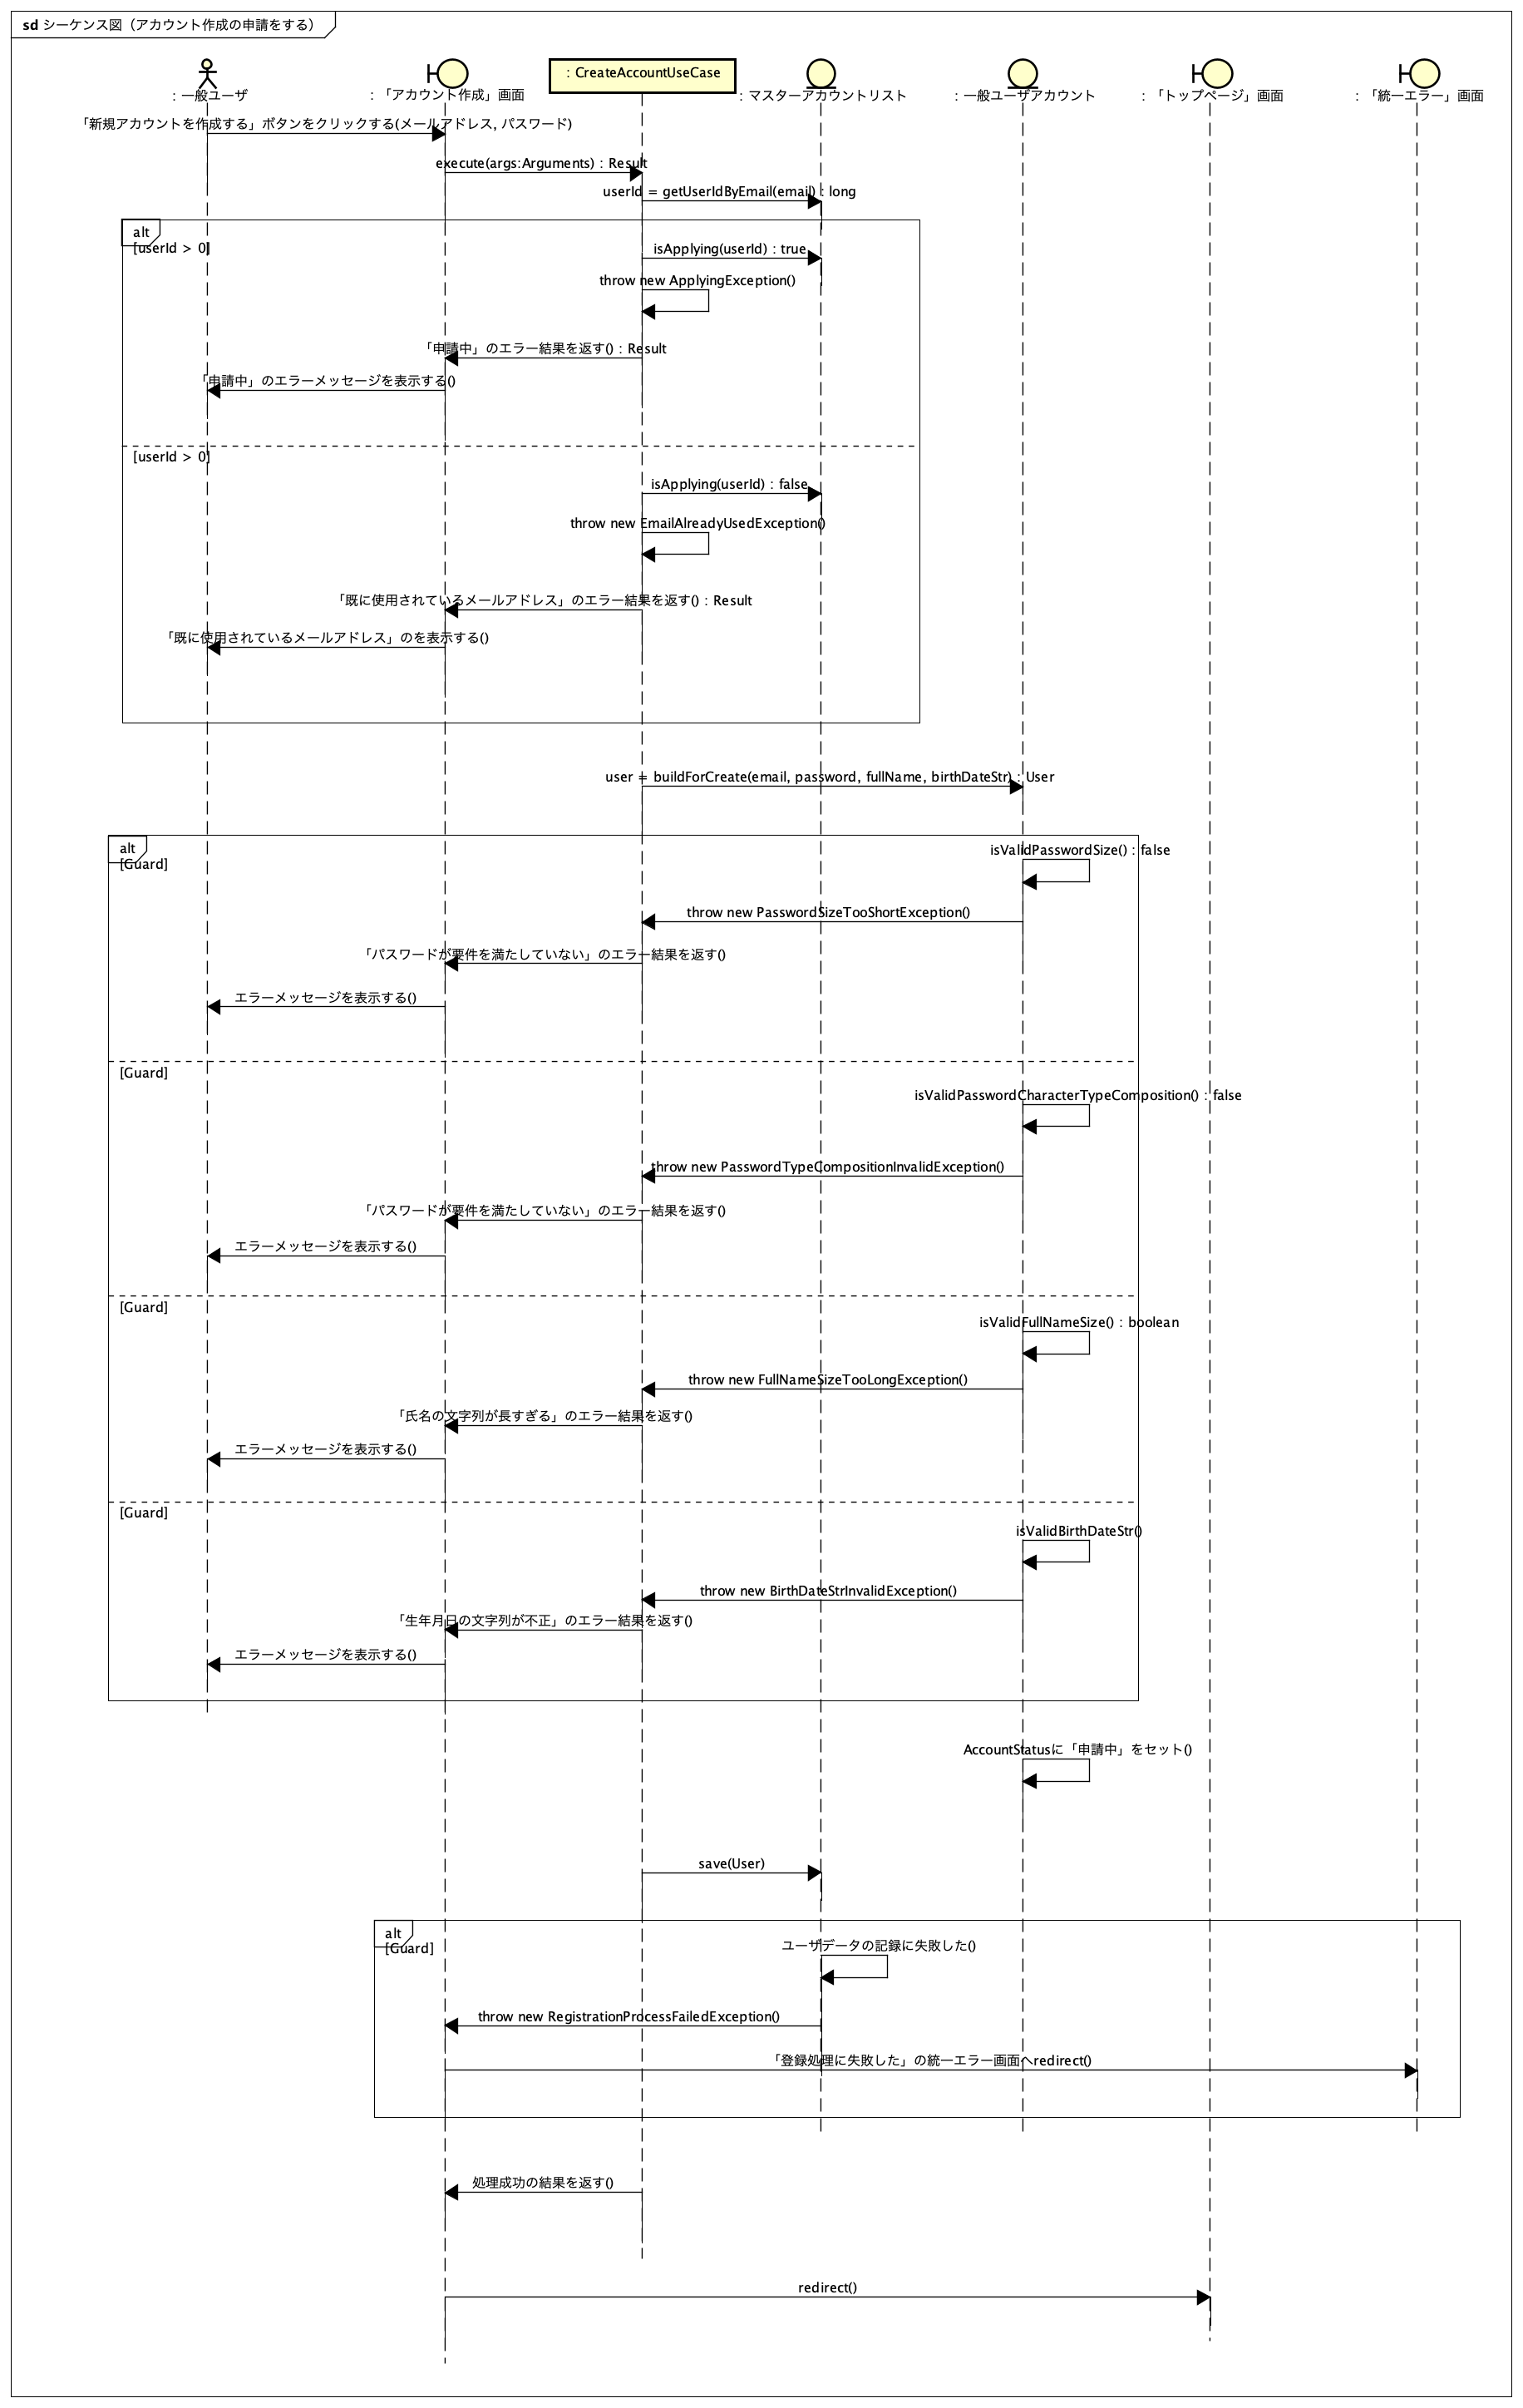 sd シーケンス図（アカウント作成の申請をする）
: 一般ユーザ
: 「アカウント作成」画面
: CreateAccountUseCase
: マスターアカウントリスト
: 一般ユーザアカウント
: 「トップページ」画面
: 「統一エラー」画面
「新規アカウントを作成する」ボタンをクリックする(メールアドレス, パスワード)
execute(args:Arguments) : Result
userId = getUserIdByEmail(email) : long
alt
[userId > 0]
isApplying(userId) : true
throw new ApplyingException()
「申請中」のエラー結果を返す() : Result
「申請中」のエラーメッセージを表示する()
[userId > 0]
isApplying(userId) : false
throw new EmailAlreadyUsedException()
「既に使用されているメールアドレス」のエラー結果を返す() : Result
「既に使用されているメールアドレス」のを表示する()
user = buildForCreate(email, password, fullName, birthDateStr) : User
alt
[Guard]
isValidPasswordSize() : false
throw new PasswordSizeTooShortException()
「パスワードが要件を満たしていない」のエラー結果を返す()
エラーメッセージを表示する()
[Guard]
isValidPasswordCharacterTypeComposition() : false
throw new PasswordTypeCompositionInvalidException()
「パスワードが要件を満たしていない」のエラー結果を返す()
エラーメッセージを表示する()
[Guard]
isValidFullNameSize() : boolean
throw new FullNameSizeTooLongException()
「氏名の文字列が長すぎる」のエラー結果を返す()
エラーメッセージを表示する()
[Guard]
isValidBirthDateStr()
throw new BirthDateStrInvalidException()
「生年月日の文字列が不正」のエラー結果を返す()
エラーメッセージを表示する()
AccountStatusに「申請中」をセット()
save(User)
alt
[Guard]
ユーザデータの記録に失敗した()
throw new RegistrationProcessFailedException()
「登録処理に失敗した」の統一エラー画面へredirect()
処理成功の結果を返す()
redirect()